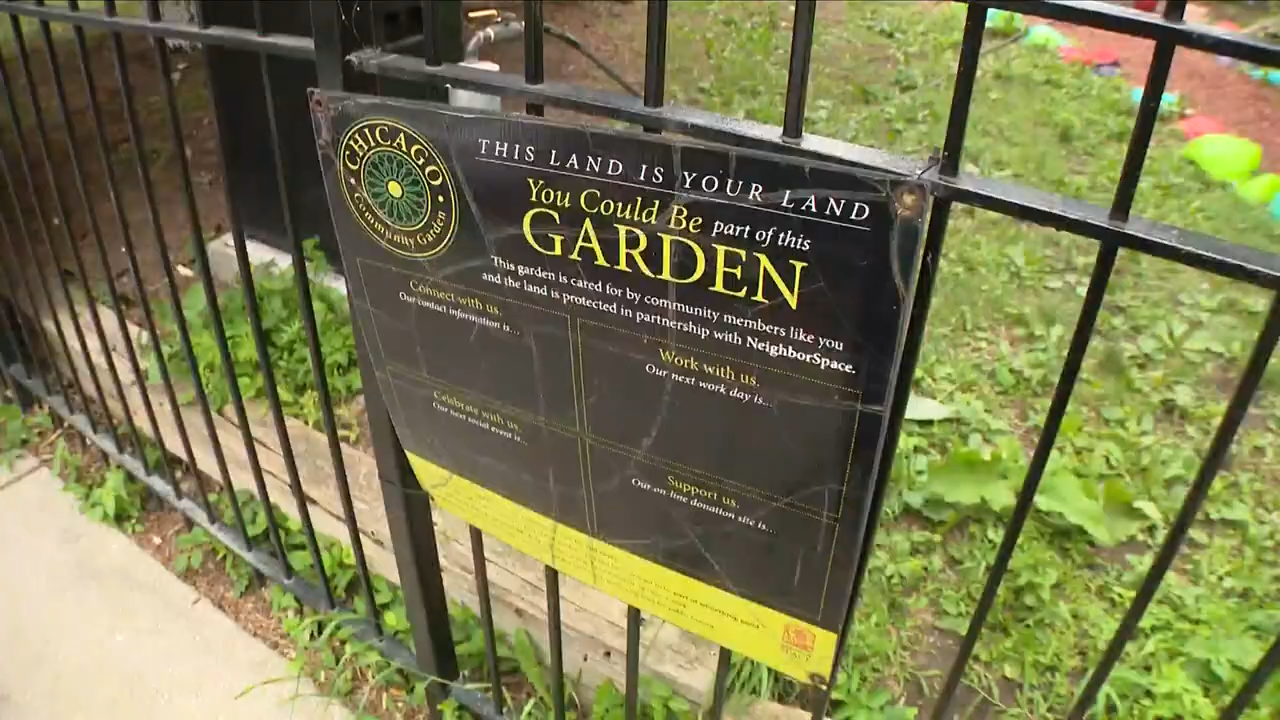 CHICAGO
Community Garden
THIS LAND IS YOUR LAND
You Could Be part of this
GARDEN
This garden is cared for by community members like you
and the land is protected in partnership with NeighborSpace.
Connect with us.
Our contact information is...
Work with us.
Our next work day is...
Celebrate with us.
Our next social event is...
Support us.
Our on-line donation site is...